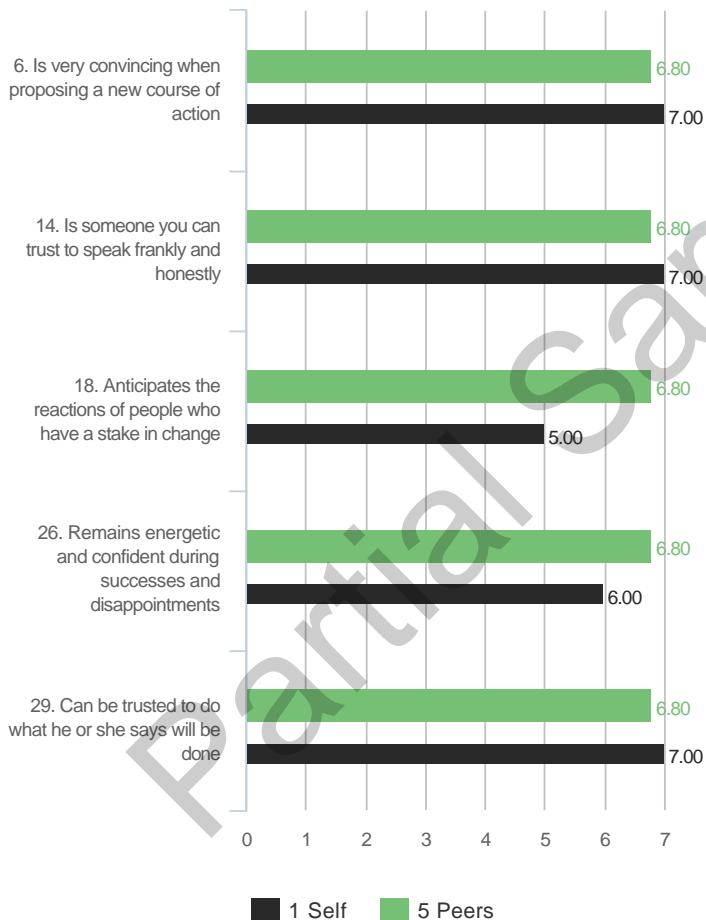 6. Is very convincing when
proposing a new course of
action
6.80
7.00
14. Is someone you can
trust to speak frankly and
honestly
6.80
7.00
18. Anticipates the
reactions of people who
have a stake in change
6.80
5.00
26. Remains energetic
and confident during
successes and
disappointments
6.80
6.00
29. Can be trusted to do
what he or she says will be
done
6.80
7.00
0 1 2 3 4 5 6 7
1 Self 5 Peers
Partial